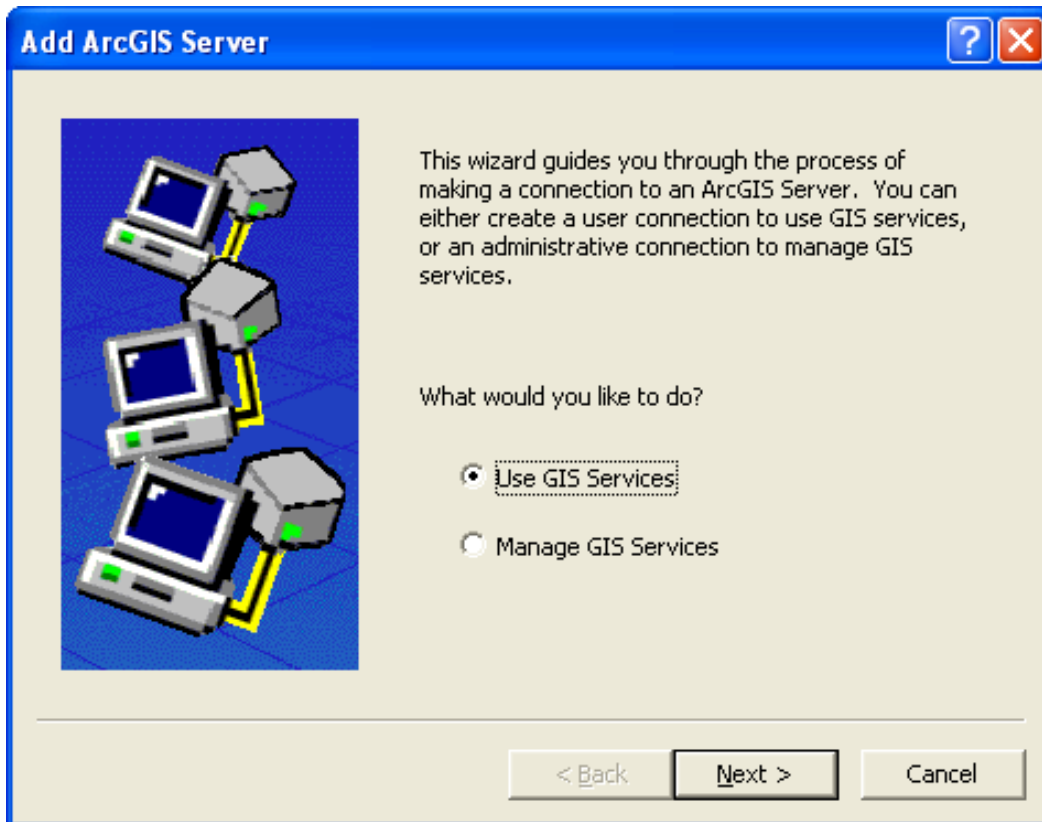 Add ArcGIS Server
?
This wizard guides you through the process of
making a connection to an ArcGIS Server.  You can
either create a user connection to use GIS services,
or an administrative connection to manage GIS
services.
What would you like to do?
Use GIS Services
Manage GIS Services
< Back
Next >
Cancel